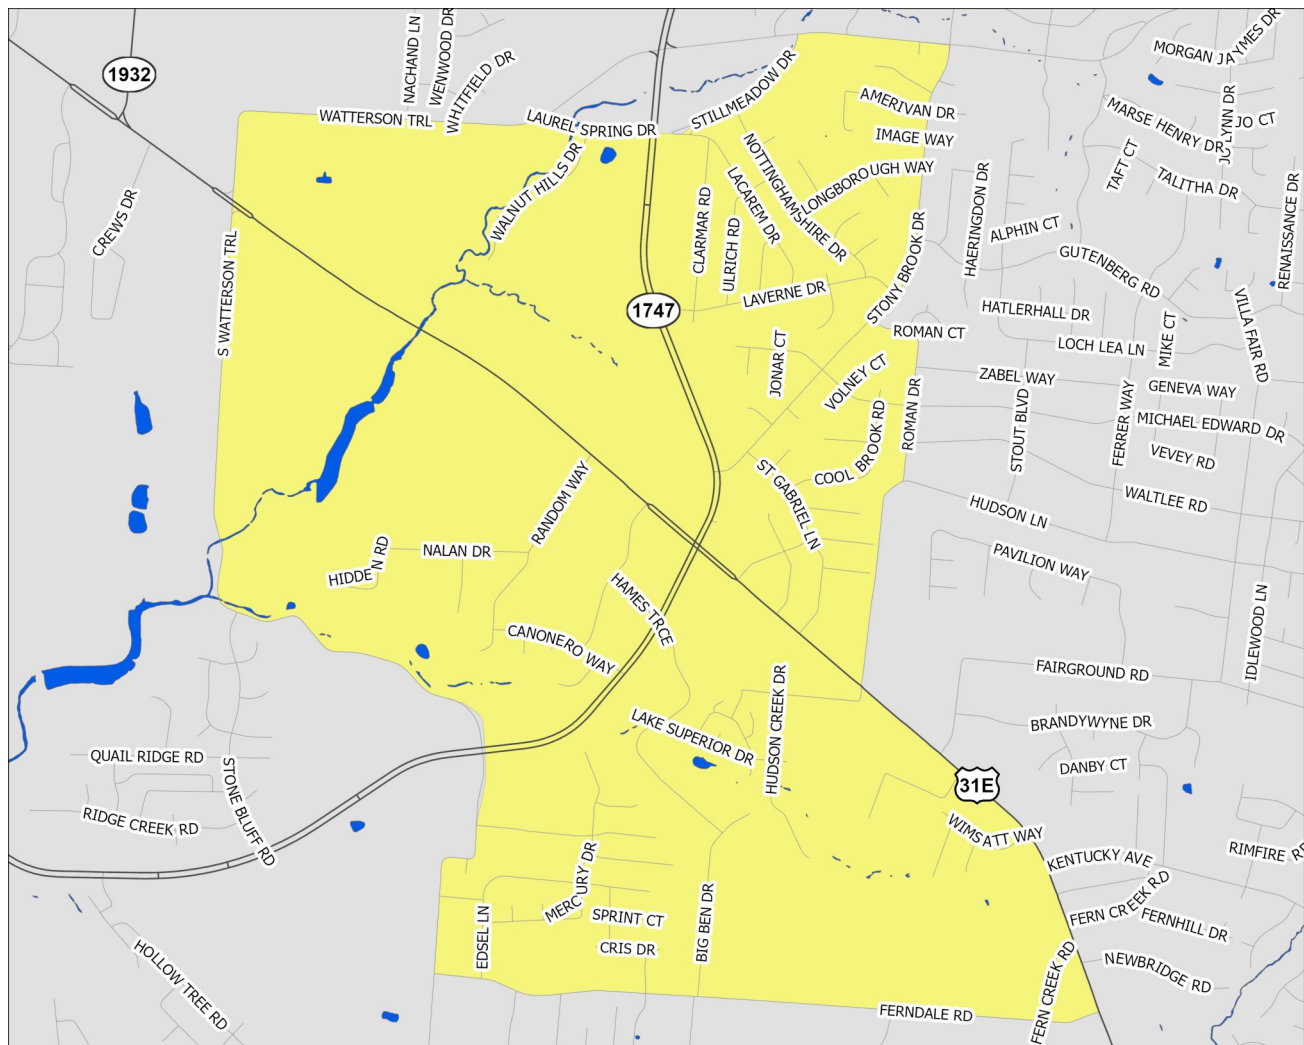 MORGAN JAYMES DR
NACHAND LN
WENWOOD DR
WHITFIELD DR
1932
STILLMEADOW DR
AMERIVAN DR
MARSE HENRY DR
JOLYNN DR
JO CT
WATTERSON TRL
LAUREL SPRING DR
IMAGE WAY
TAFT CT
NOTTINGHAMSHIRE DR
LONGBOROUGH WAY
TALITHA DR
WALNUT HILLS DR
LACAREM DR
CREWS DR
CLARMAR RD
ULRICH RD
HAERINGDON DR
ALPHIN CT
RENAISSANCE DR
STONY BROOK DR
GUTENBERG RD
S WATTERSON TRL
LAVERNE DR
1747
HATLERHALL DR
VILLA FAIR RD
ROMAN CT
MIKE CT
LOCH LEA LN
JONAR CT
VOLNEY CT
ZABEL WAY
GENEVA WAY
ROMAN DR
STOUT BLVD
FERRER WAY
MICHAEL EDWARD DR
COOL BROOK RD
VEVEY RD
ST GABRIEL LN
RANDOM WAY
HUDSON LN
WALTLEE RD
NALAN DR
HIDDEN RD
PAVILION WAY
HAMES TRCE
CANONERO WAY
IDLEWOOD LN
FAIRGROUND RD
LAKE SUPERIOR DR
HUDSON CREEK DR
BRANDYWYNE DR
QUAIL RIDGE RD
STONE BLUFF RD
DANBY CT
31E
RIDGE CREEK RD
WIMSATT WAY
KENTUCKY AVE
RIMFIRE RD
MERCURY DR
SPRINT CT
BIG BEN DR
FERN CREEK RD
FERNHILL DR
EDSEL LN
CRIS DR
HOLLOW TREE RD
FERN CREEK RD
NEWBRIDGE RD
FERNDALE RD